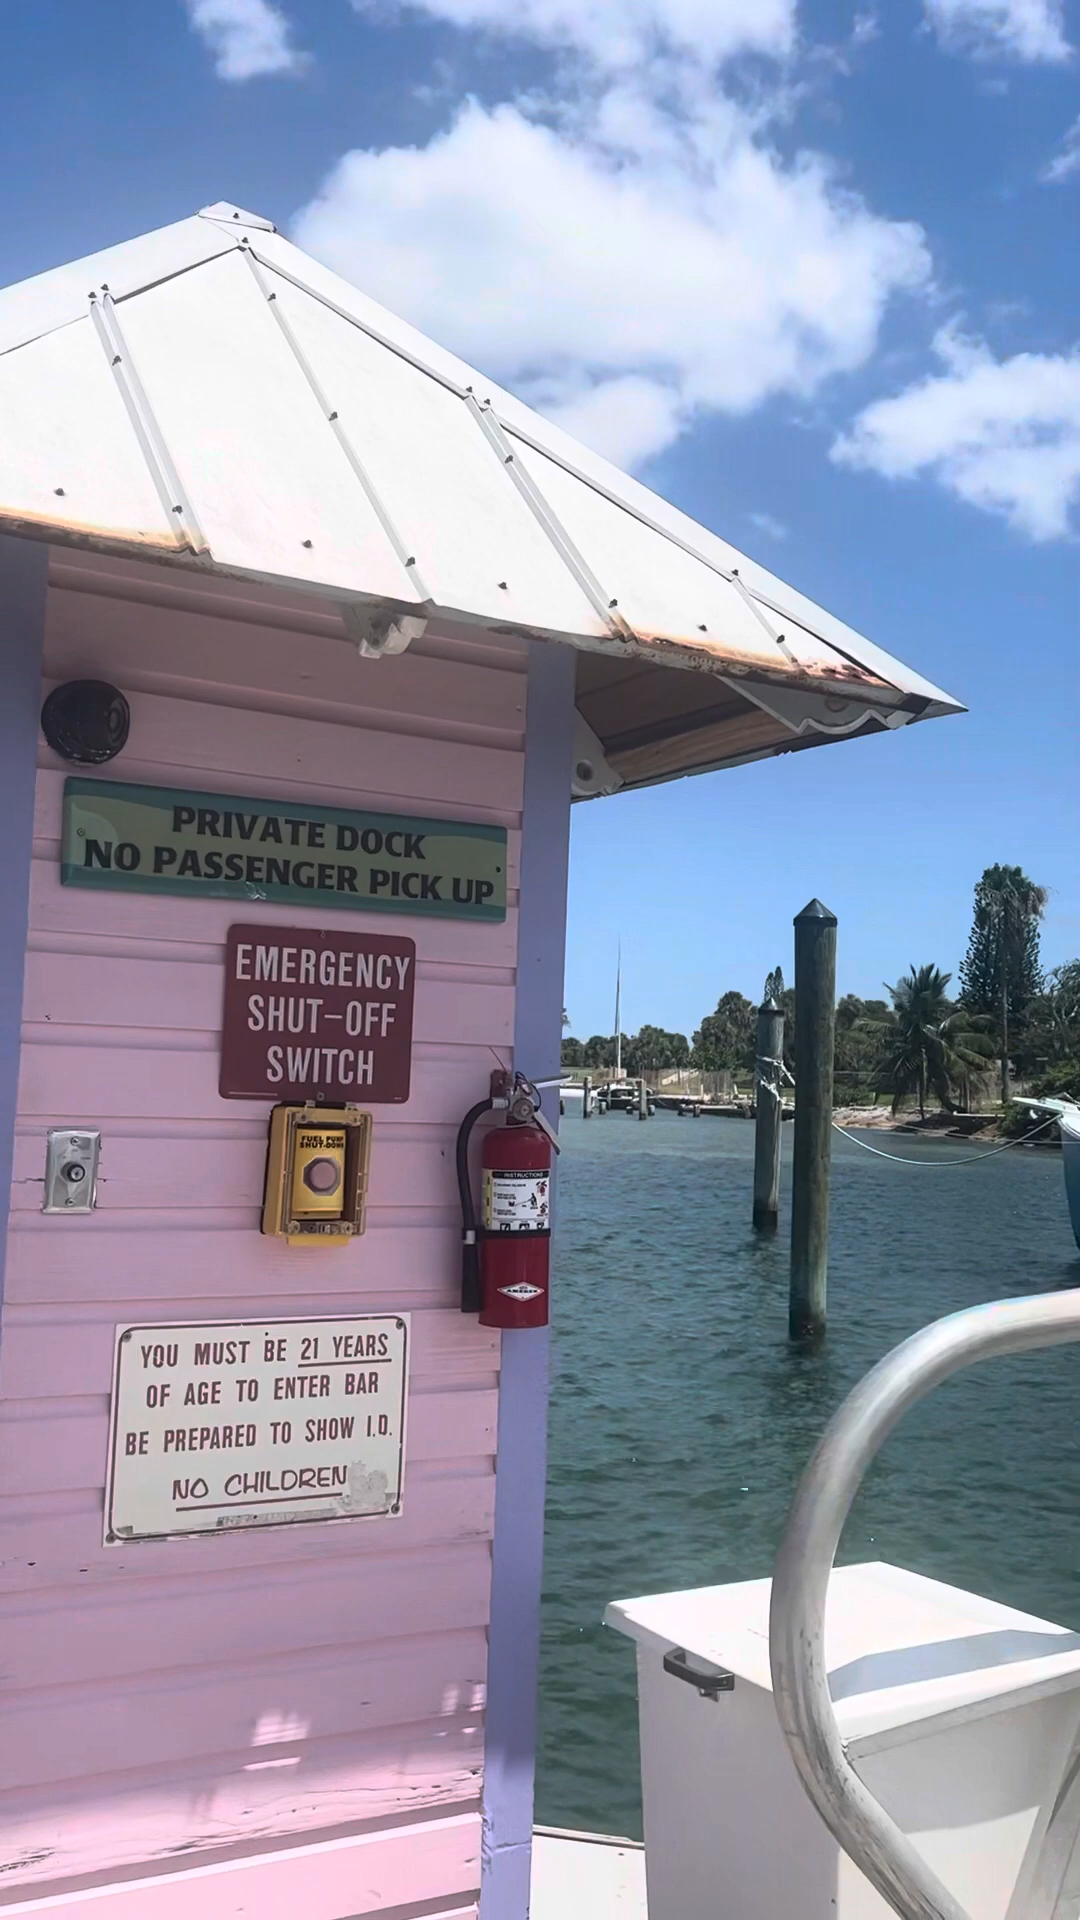 PRIVATE DOCK
NO PASSENGER PICK UP
EMERGENCY
SHUT-OFF
SWITCH
FUEL PUMP
SHUT-DOWN
INSTRUCTIONS
AMEREX
YOU MUST BE 21 YEARS
OF AGE TO ENTER BAR
BE PREPARED TO SHOW I.D.
NO CHILDREN